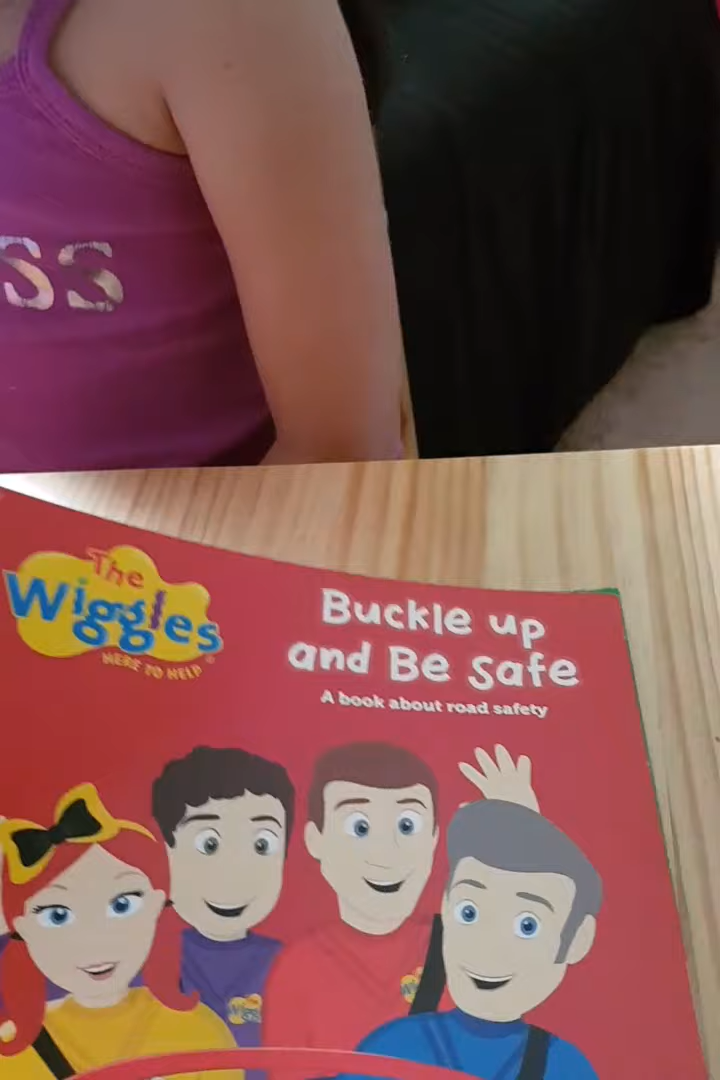 SS
The
Wiggles
HERE TO HELP
Buckle up
and Be Safe
A book about road safety